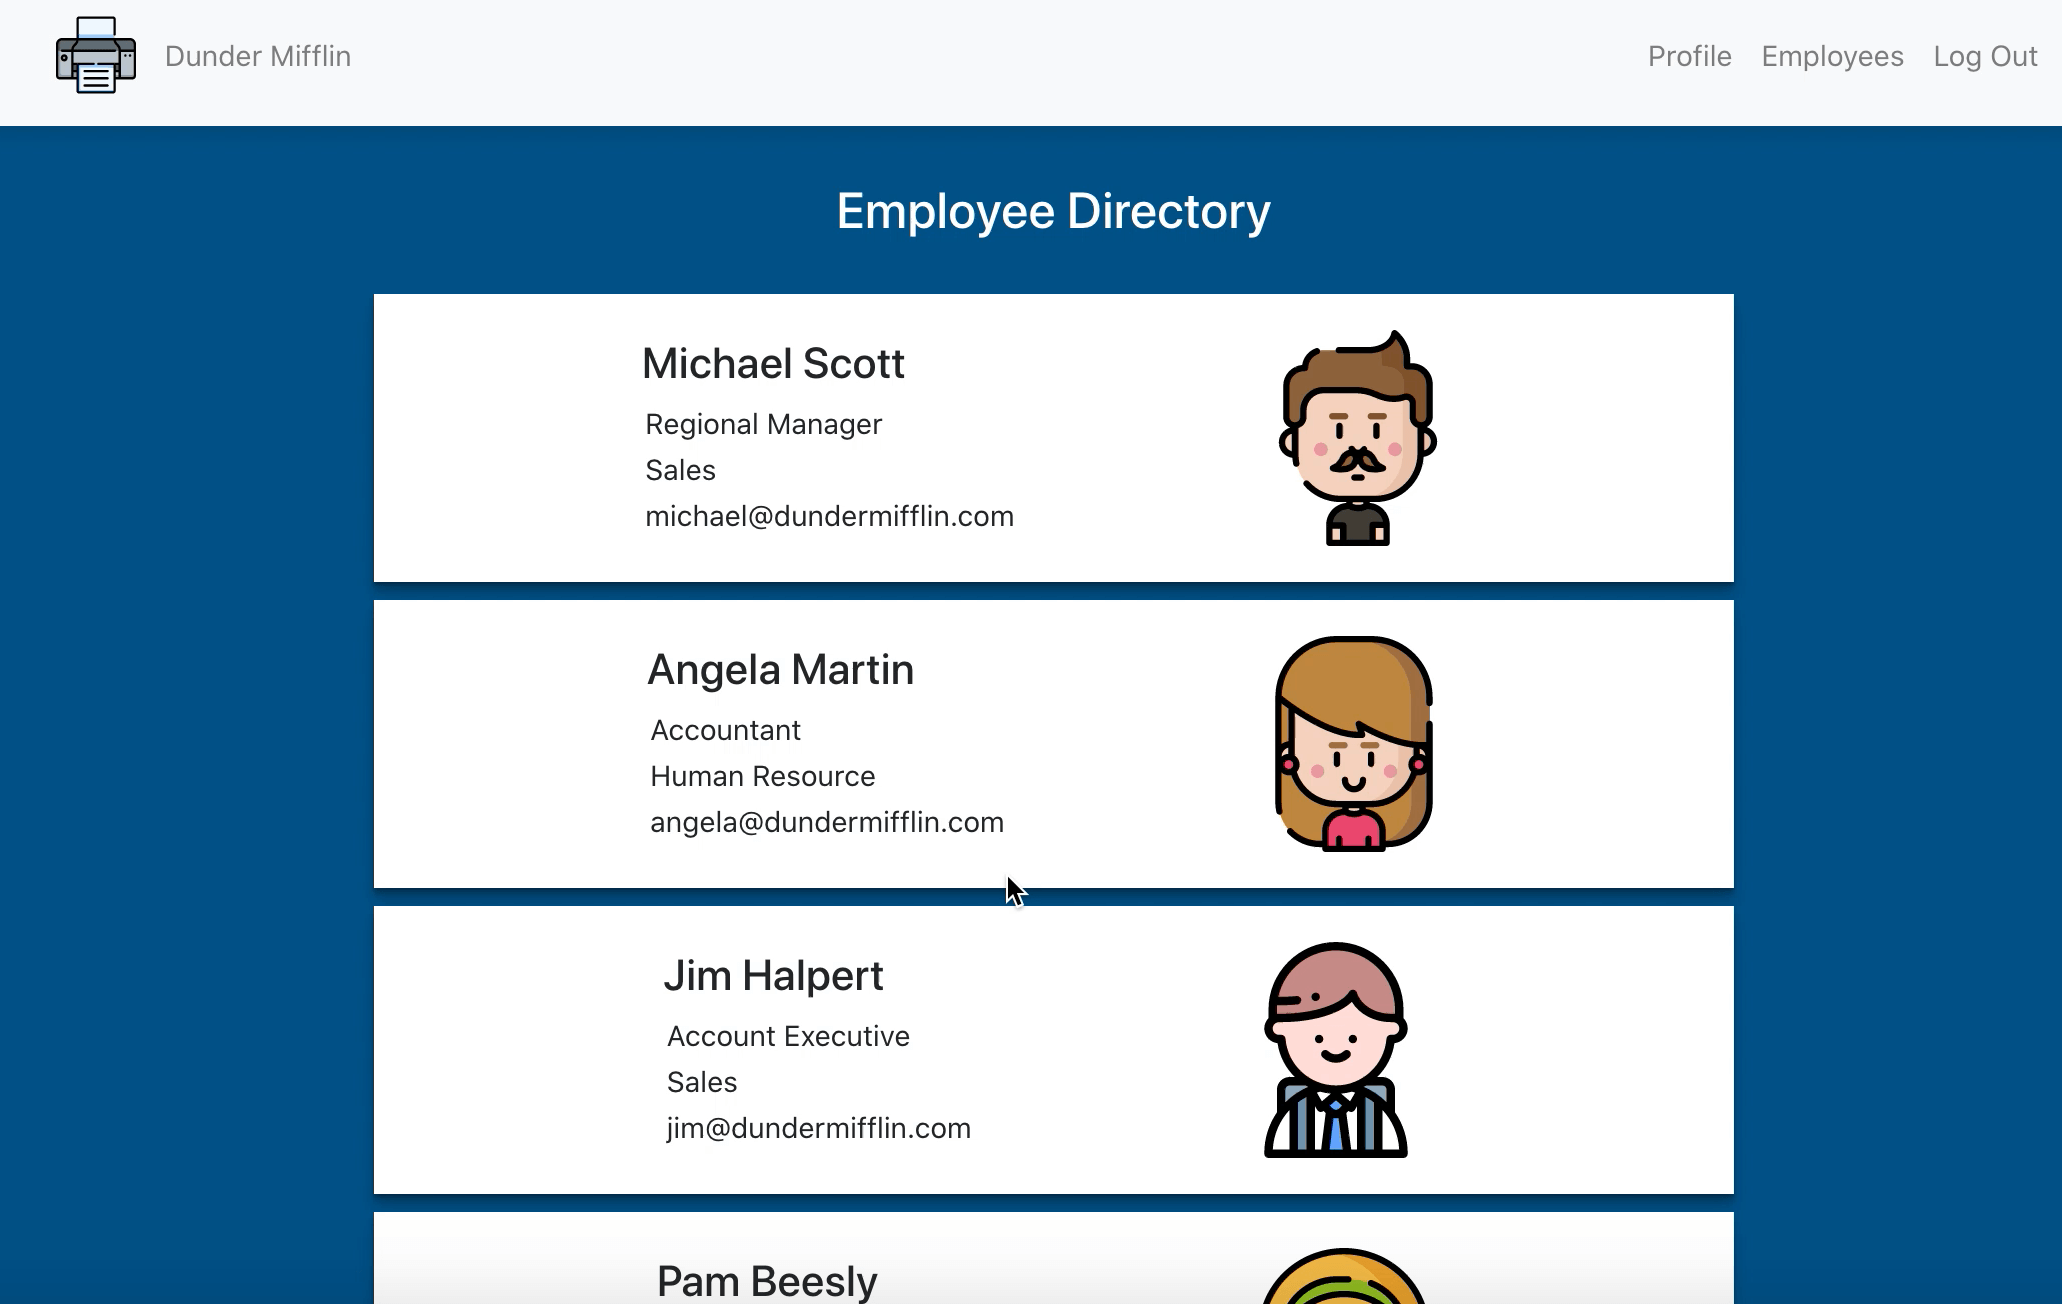 Dunder Mifflin
Profile Employees Log Out
Employee Directory
Michael Scott
Regional Manager
Sales
michael@dundermifflin.com
Angela Martin
Accountant
Human Resource
angela@dundermifflin.com
Jim Halpert
Account Executive
Sales
jim@dundermifflin.com
Pam Beesly